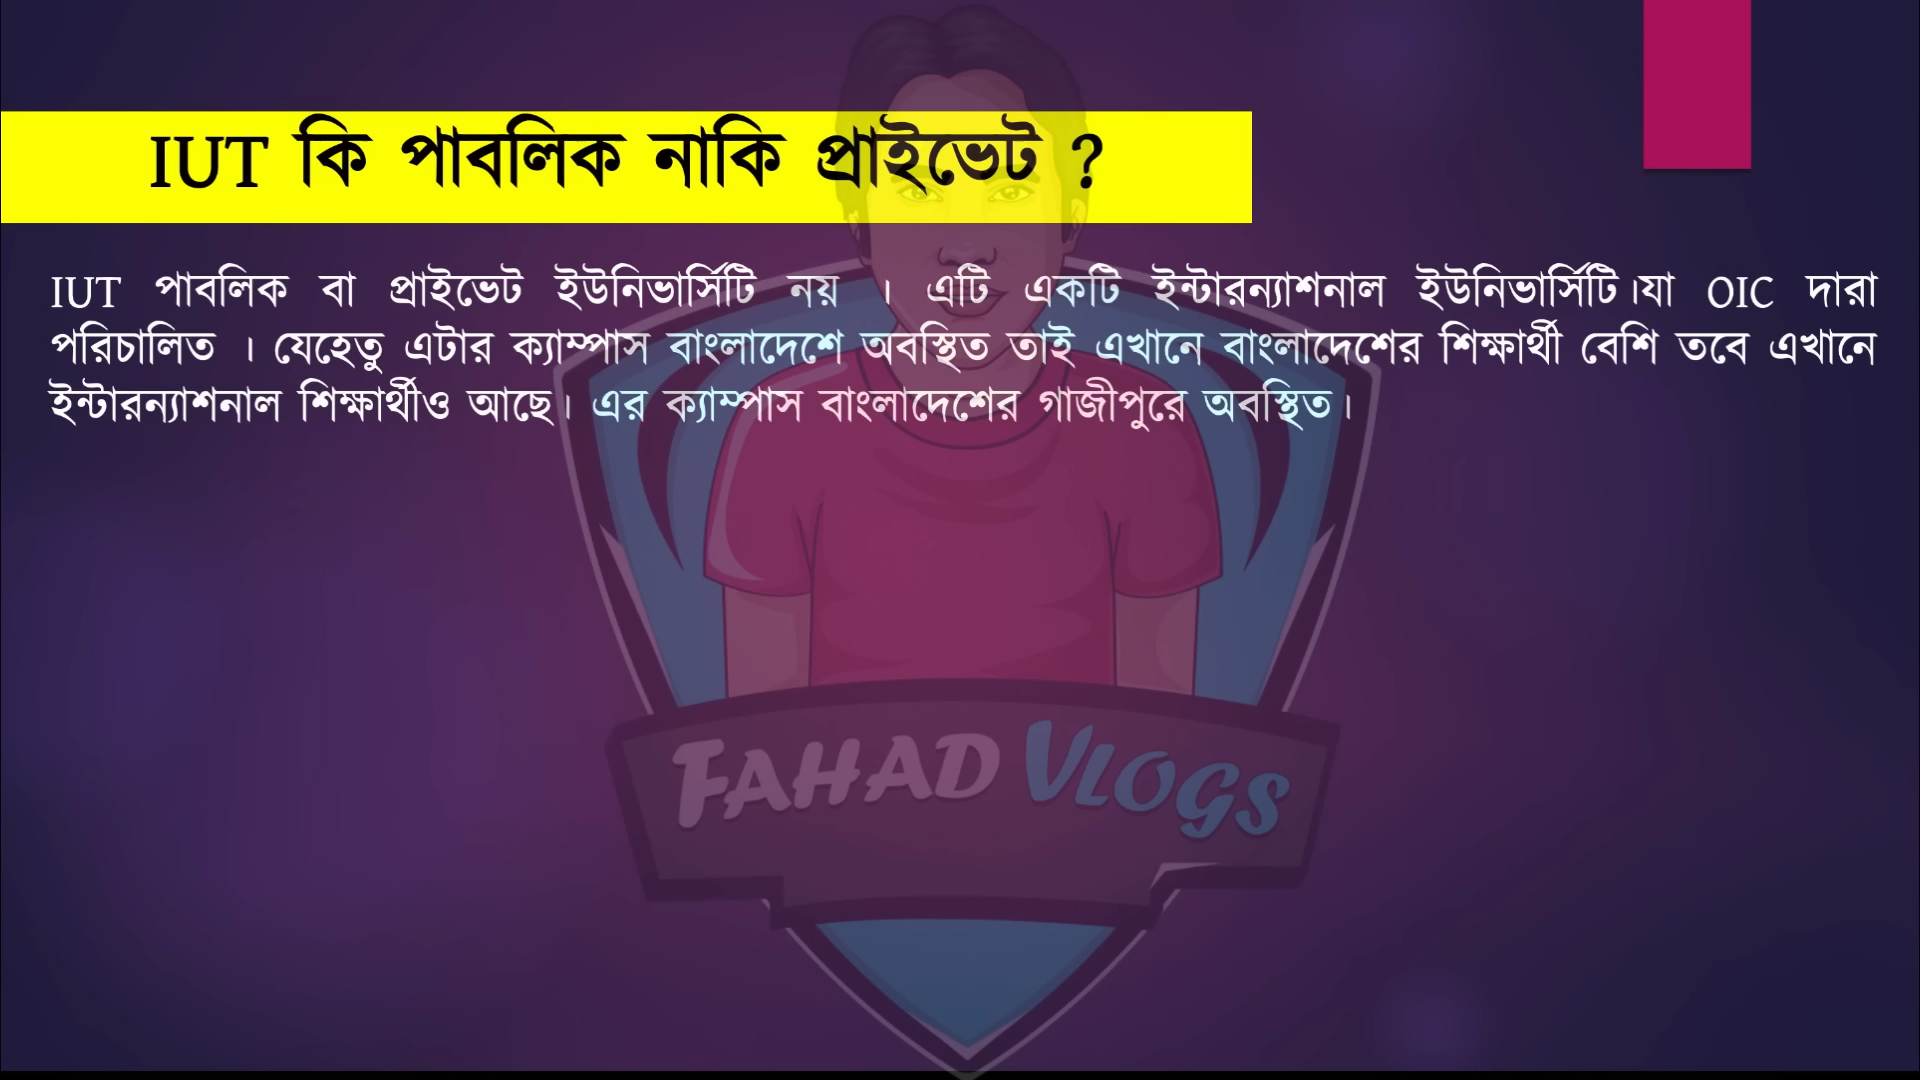 IUT কি পাবলিক নাকি প্রাইভেট ?
IUT পাবলিক বা প্রাইভেট ইউনিভার্সিটি নয় । এটি একটি ইন্টারন্যাশনাল ইউনিভার্সিটি।যা OIC দারা
পরিচালিত । যেহেতু এটার ক্যাম্পাস বাংলাদেশে অবস্থিত তাই এখানে বাংলাদেশের শিক্ষার্থী বেশি তবে এখানে
ইন্টারন্যাশনাল শিক্ষার্থীও আছে। এর ক্যাম্পাস বাংলাদেশের গাজীপুরে অবস্থিত।
FAHAD VLOGS